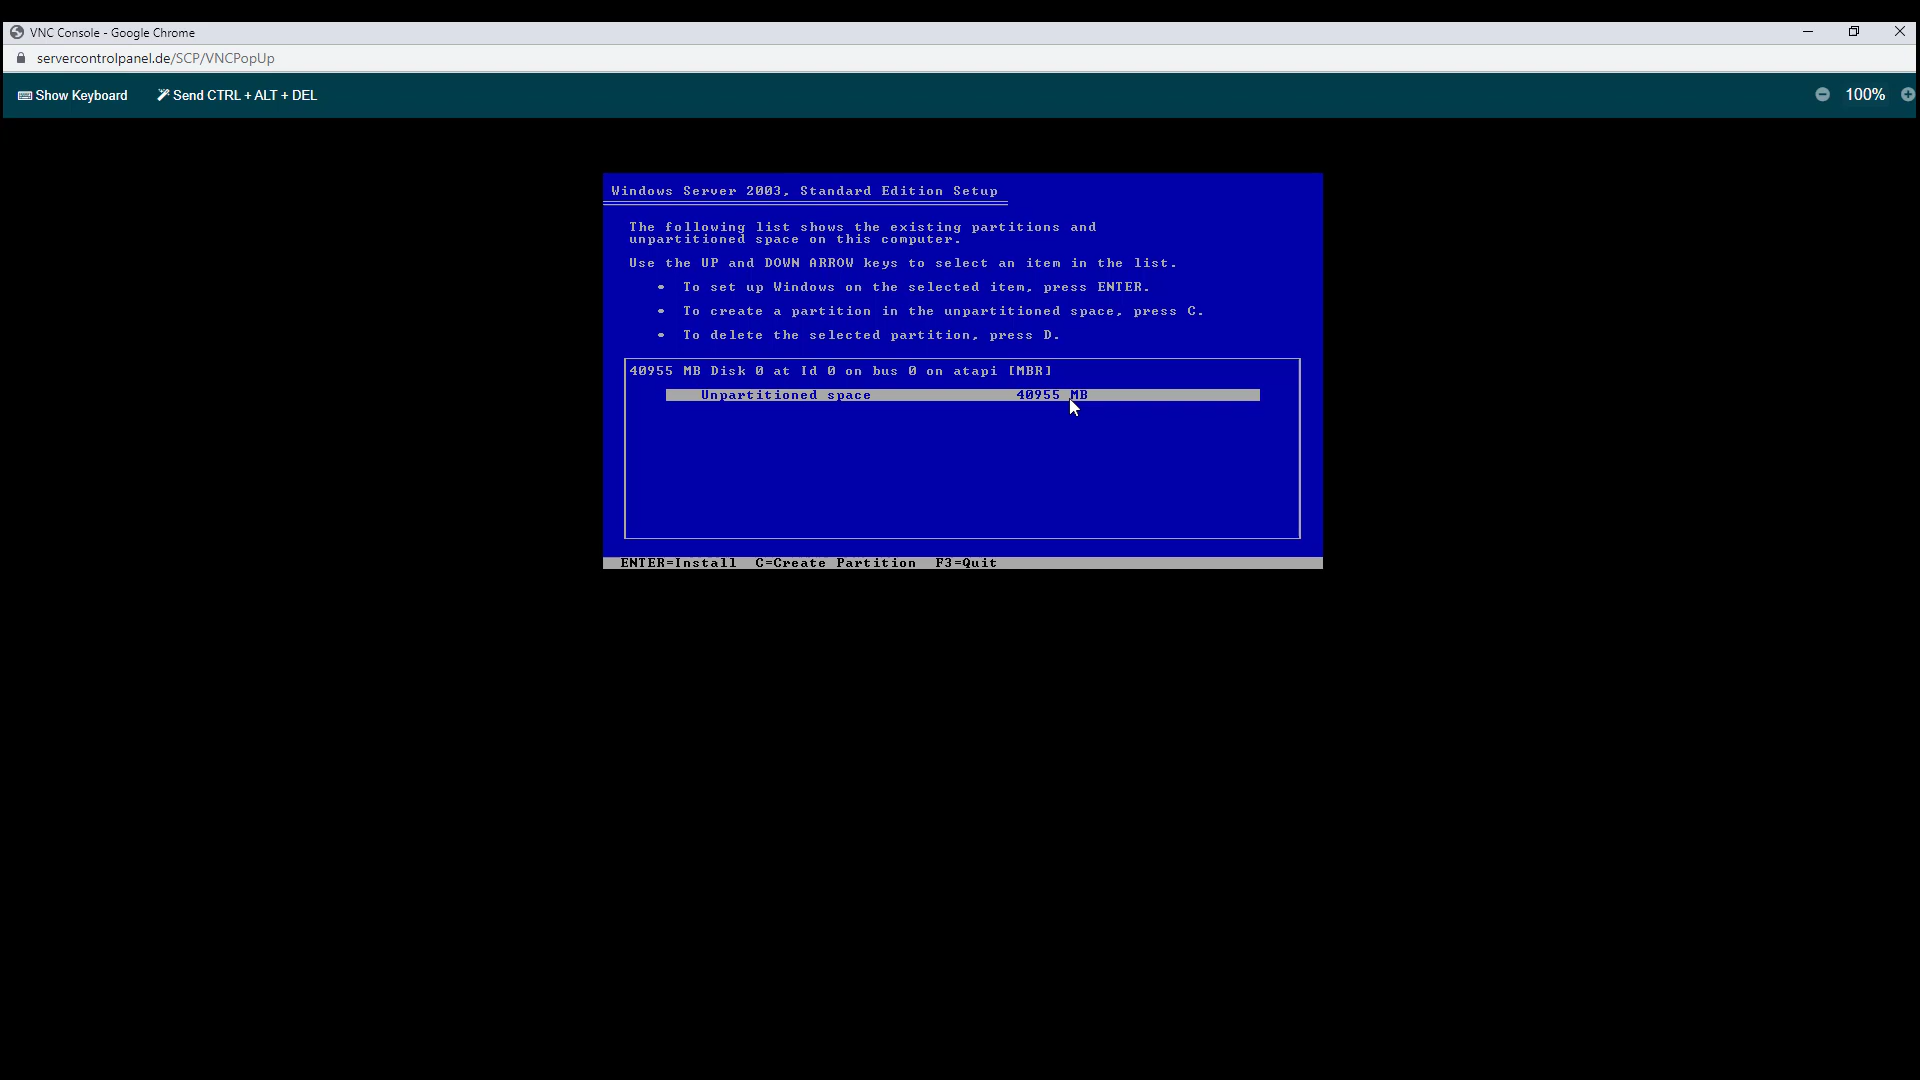 VNC Console - Google Chrome
servercontrolpanel.de/SCP/VNCPopUp
Show Keyboard Send CTRL + ALT + DEL 100%
Windows Server 2003, Standard Edition Setup
The following list shows the existing partitions and
unpartitioned space on this computer.
Use the UP and DOWN ARROW keys to select an item in the list.
• To set up Windows on the selected item, press ENTER.
• To create a partition in the unpartitioned space, press C.
• To delete the selected partition, press D.
40955 MB Disk 0 at Id 0 on bus 0 on atapi [MBR]
Unpartitioned space 40955 MB
ENTER=Install C=Create Partition F3=Quit